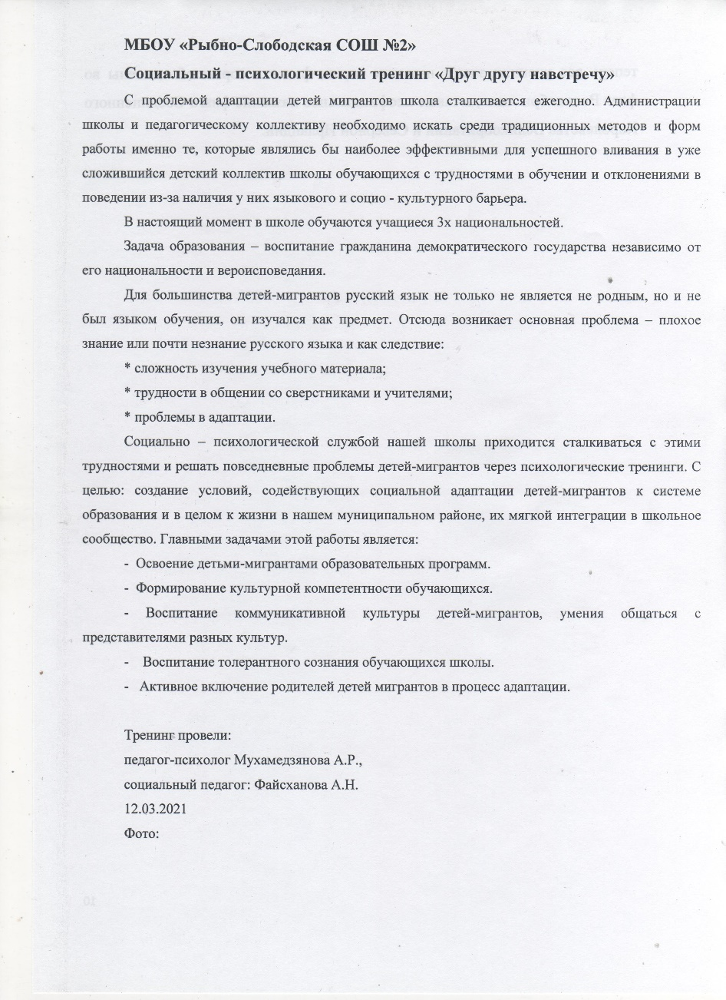 МБОУ «Рыбно-Слободская СОШ №2»
Социальный - психологический тренинг «Друг другу навстречу»
С проблемой адаптации детей мигрантов школа сталкивается ежегодно. Администрации
школы и педагогическому коллективу необходимо искать среди традиционных методов и форм
работы именно те, которые являлись бы наиболее эффективными для успешного вливания в уже
сложившийся детский коллектив школы обучающихся с трудностями в обучении и отклонениями в
поведении из-за наличия у них языкового и социо - культурного барьера.
В настоящий момент в школе обучаются учащиеся 3х национальностей.
Задача образования – воспитание гражданина демократического государства независимо от
его национальности и вероисповедания.
Для большинства детей-мигрантов русский язык не только не является не родным, но и не
был языком обучения, он изучался как предмет. Отсюда возникает основная проблема – плохое
знание или почти незнание русского языка и как следствие:
* сложность изучения учебного материала;
* трудности в общении со сверстниками и учителями;
* проблемы в адаптации.
Социально – психологической службой нашей школы приходится сталкиваться с этими
трудностями и решать повседневные проблемы детей-мигрантов через психологические тренинги. С
целью: создание условий, содействующих социальной адаптации детей-мигрантов к системе
образования и в целом к жизни в нашем муниципальном районе, их мягкой интеграции в школьное
сообщество. Главными задачами этой работы является:
- Освоение детьми-мигрантами образовательных программ.
- Формирование культурной компетентности обучающихся.
- Воспитание коммуникативной культуры детей-мигрантов, умения общаться с
представителями разных культур.
- Воспитание толерантного сознания обучающихся школы.
- Активное включение родителей детей мигрантов в процесс адаптации.
Тренинг провели:
педагог-психолог Мухамедзянова А.Р.,
социальный педагог: Файсханова А.Н.
12.03.2021
Фото: